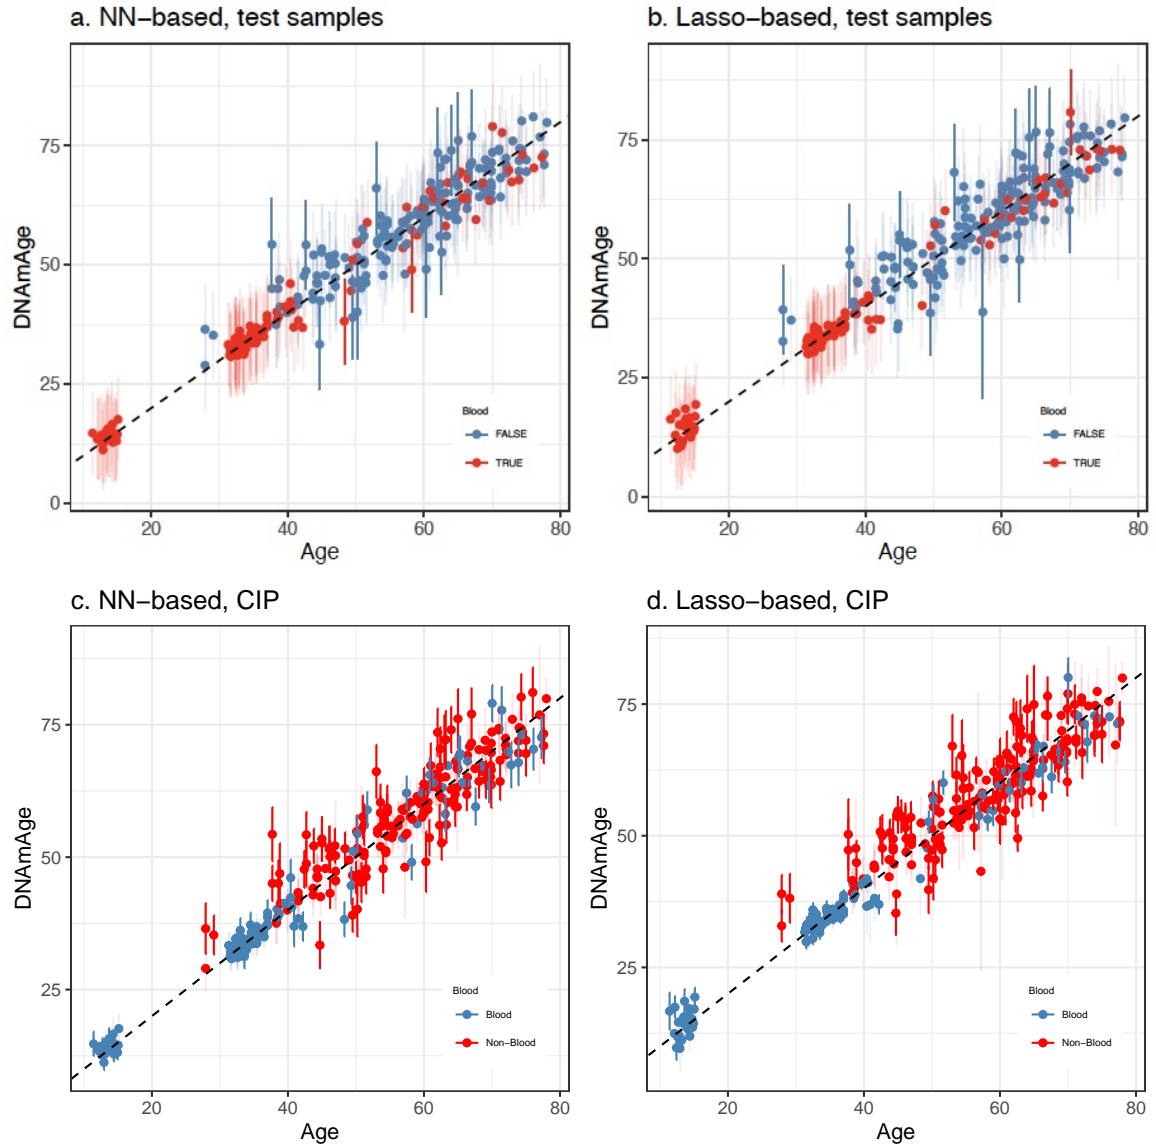 a. NN−based, test samples
DNAmAge
75
50
25
0
20 40 60 80
Age
Blood
FALSE
TRUE
b. Lasso−based, test samples
DNAmAge
75
50
25
0
20 40 60 80
Age
Blood
FALSE
TRUE
c. NN−based, CIP
DNAmAge
75
50
25
20 40 60 80
Age
Blood
Blood
Non−Blood
d. Lasso−based, CIP
DNAmAge
75
50
25
20 40 60 80
Age
Blood
Blood
Non−Blood